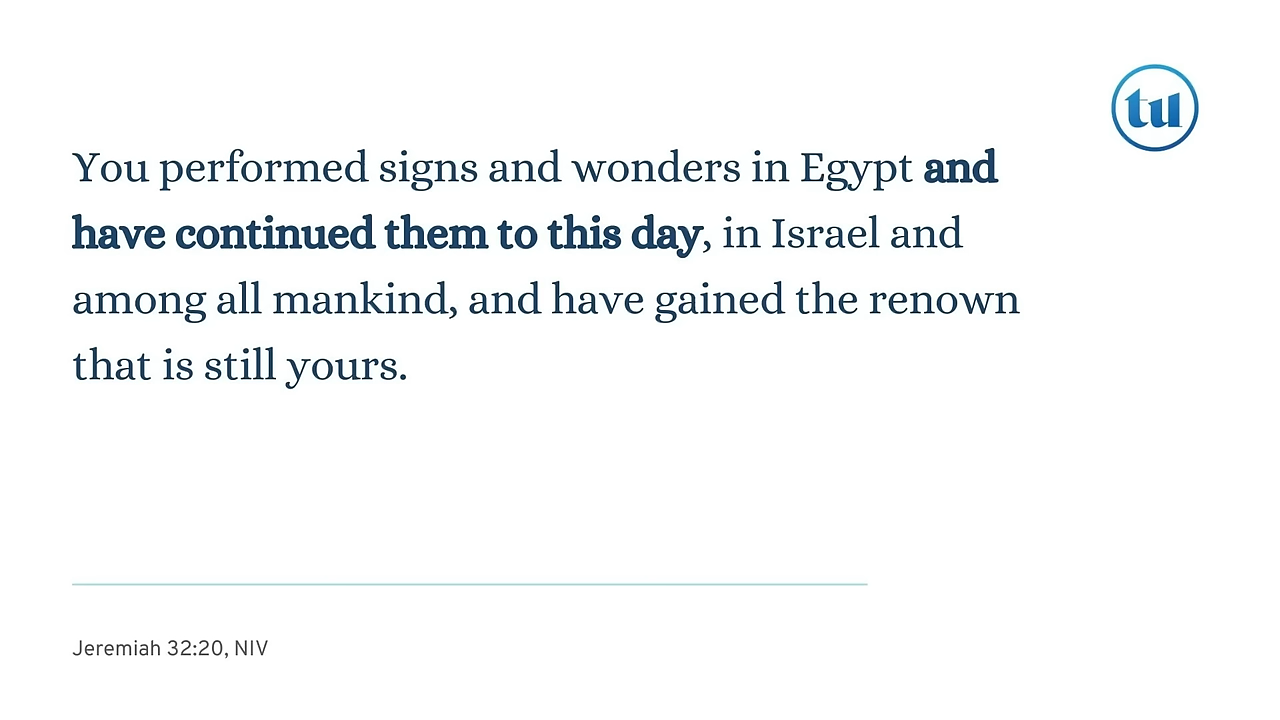 tu
You performed signs and wonders in Egypt and
have continued them to this day, in Israel and
among all mankind, and have gained the renown
that is still yours.
Jeremiah 32:20, NIV